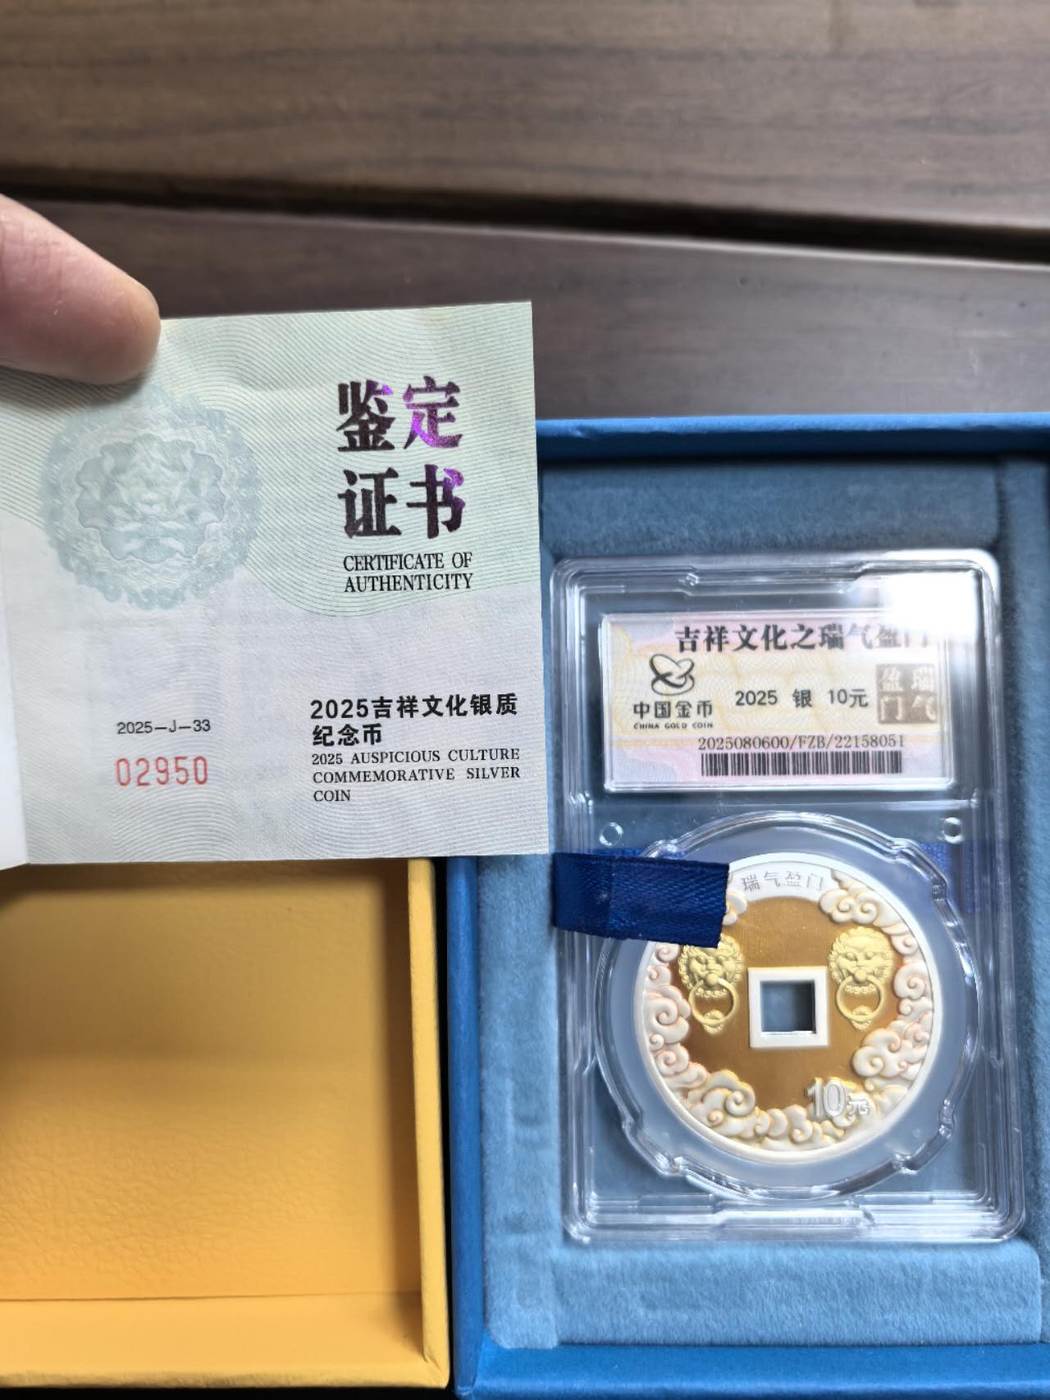 鉴定
证书
CERTIFICATE OF
AUTHENTICITY
2025-J-33
02950
2025吉祥文化银质
纪念币
2025 AUSPICIOUS CULTURE
COMMEMORATIVE SILVER
COIN
吉祥文化之瑞气盈门
中国金币
CHINA GOLD COIN
2025 银 10元
瑞气
盈门
2025080600/FZB/22158051
瑞气盈门
10元